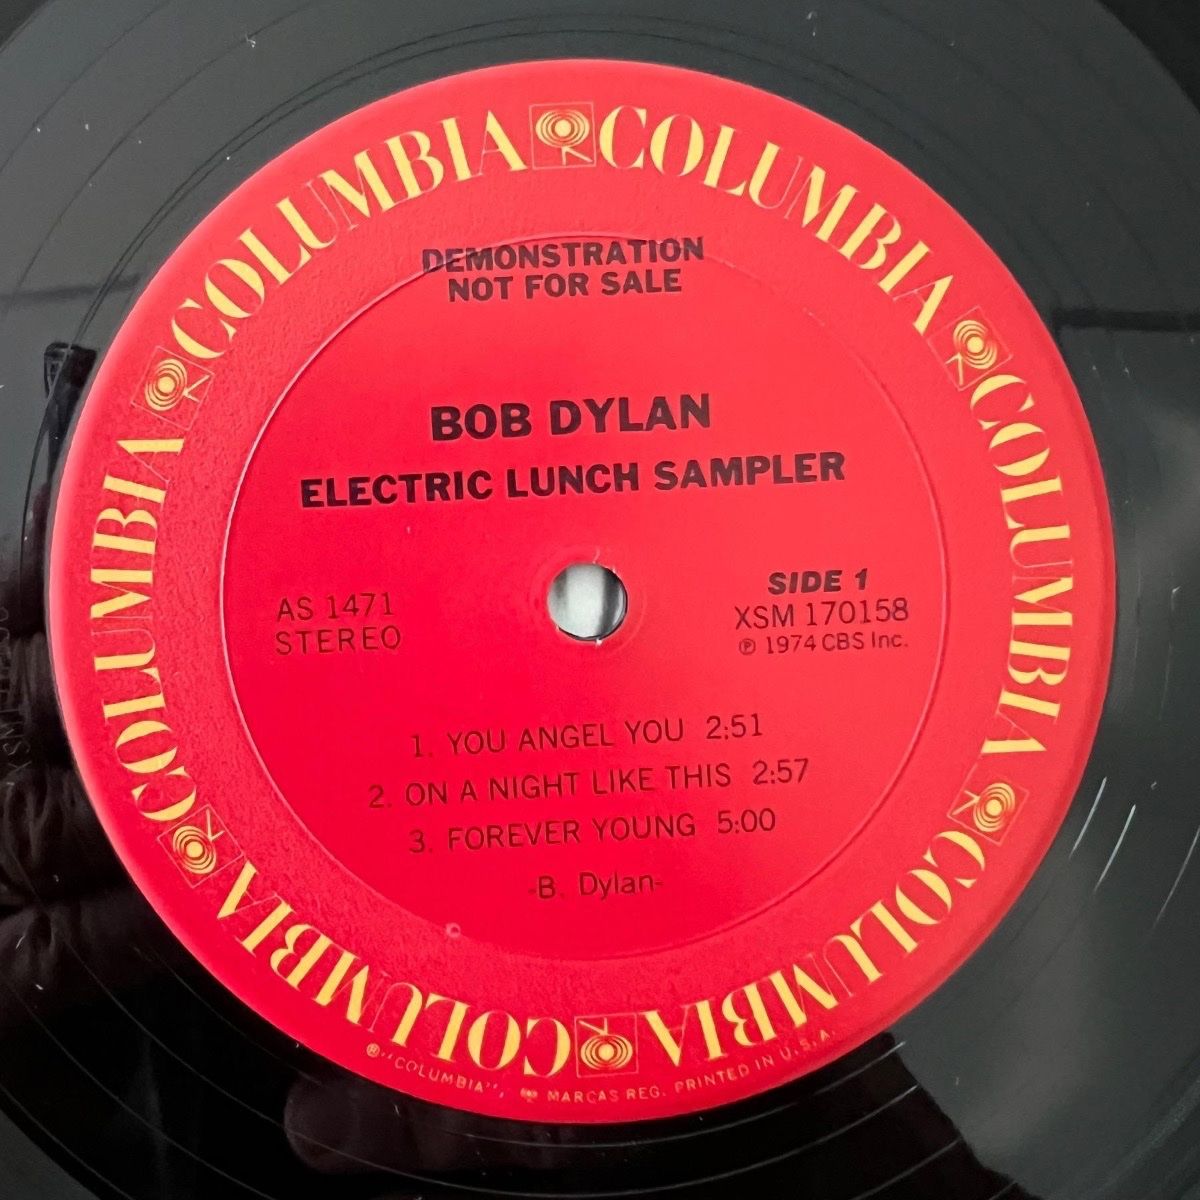 COLUMBIA COLUMBIA COLUMBIA COLUMBIA COLUMBIA COLUMBIA
DEMONSTRATION
NOT FOR SALE
BOB DYLAN
ELECTRIC LUNCH SAMPLER
AS 1471
STEREO
SIDE 1
XSM 170158
℗ 1974 CBS Inc.
1. YOU ANGEL YOU 2:51
2. ON A NIGHT LIKE THIS 2:57
3. FOREVER YOUNG 5:00
-B. Dylan-
®"COLUMBIA", MARCAS REG. PRINTED IN U.S.A.